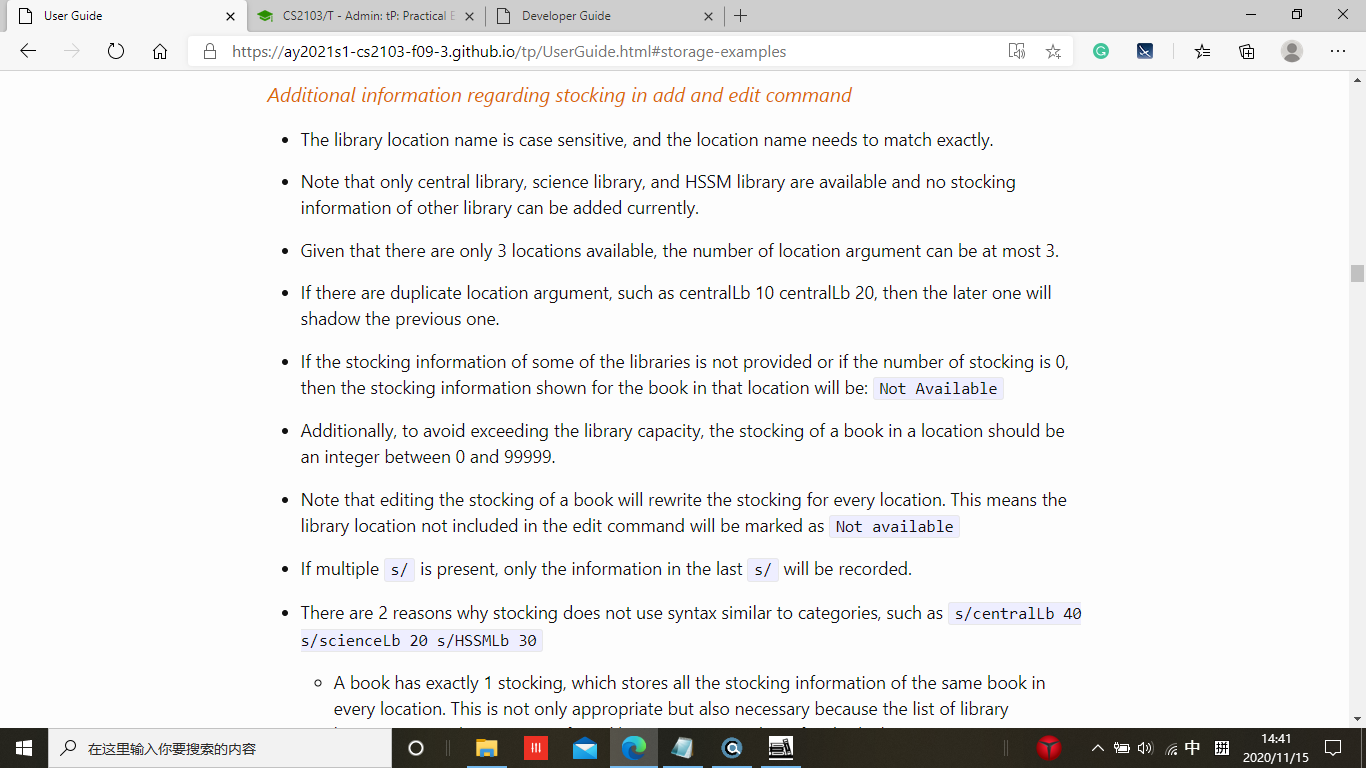 User Guide
CS2103/T - Admin: tP: Practical E
Developer Guide
https://ay2021s1-cs2103-f09-3.github.io/tp/UserGuide.html#storage-examples
Additional information regarding stocking in add and edit command
The library location name is case sensitive, and the location name needs to match exactly.
Note that only central library, science library, and HSSM library are available and no stocking
information of other library can be added currently.
Given that there are only 3 locations available, the number of location argument can be at most 3.
If there are duplicate location argument, such as centralLb 10 centralLb 20, then the later one will
shadow the previous one.
If the stocking information of some of the libraries is not provided or if the number of stocking is 0,
then the stocking information shown for the book in that location will be: Not Available
Additionally, to avoid exceeding the library capacity, the stocking of a book in a location should be
an integer between 0 and 99999.
Note that editing the stocking of a book will rewrite the stocking for every location. This means the
library location not included in the edit command will be marked as Not available
If multiple s/ is present, only the information in the last s/ will be recorded.
There are 2 reasons why stocking does not use syntax similar to categories, such as s/centralLb 40
s/scienceLb 20 s/HSSMLb 30
A book has exactly 1 stocking, which stores all the stocking information of the same book in
every location. This is not only appropriate but also necessary because the list of library
在这里输入你要搜索的内容
中
拼
14:41
2020/11/15